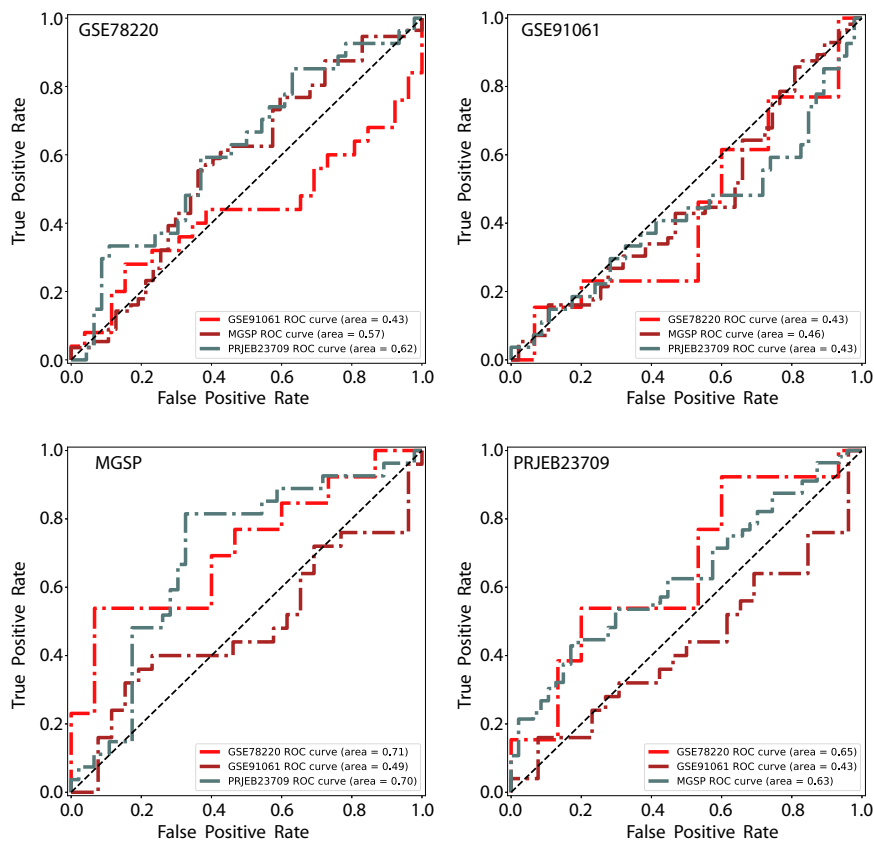 GSE78220
1.0
0.8
0.6
0.4
0.2
0.0
True Positive Rate
GSE91061 ROC curve (area = 0.43)
MGSP ROC curve (area = 0.57)
PRJEB23709 ROC curve (area = 0.62)
0.0 0.2 0.4 0.6 0.8 1.0
False Positive Rate
GSE91061
1.0
0.8
0.6
0.4
0.2
0.0
True Positive Rate
GSE78220 ROC curve (area = 0.43)
MGSP ROC curve (area = 0.46)
PRJEB23709 ROC curve (area = 0.43)
0.0 0.2 0.4 0.6 0.8 1.0
False Positive Rate
MGSP
1.0
0.8
0.6
0.4
0.2
0.0
True Positive Rate
GSE78220 ROC curve (area = 0.71)
GSE91061 ROC curve (area = 0.49)
PRJEB23709 ROC curve (area = 0.70)
0.0 0.2 0.4 0.6 0.8 1.0
False Positive Rate
PRJEB23709
1.0
0.8
0.6
0.4
0.2
0.0
True Positive Rate
GSE78220 ROC curve (area = 0.65)
GSE91061 ROC curve (area = 0.43)
MGSP ROC curve (area = 0.63)
0.0 0.2 0.4 0.6 0.8 1.0
False Positive Rate